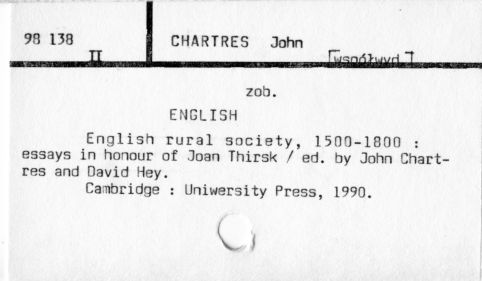 98 138
II
CHARTRES John
[współwyd.]
zob.
ENGLISH
English rural society, 1500-1800 :
essays in honour of Joan Thirsk / ed. by John Chart-
res and David Hey.
Cambridge : Uniwersity Press, 1990.